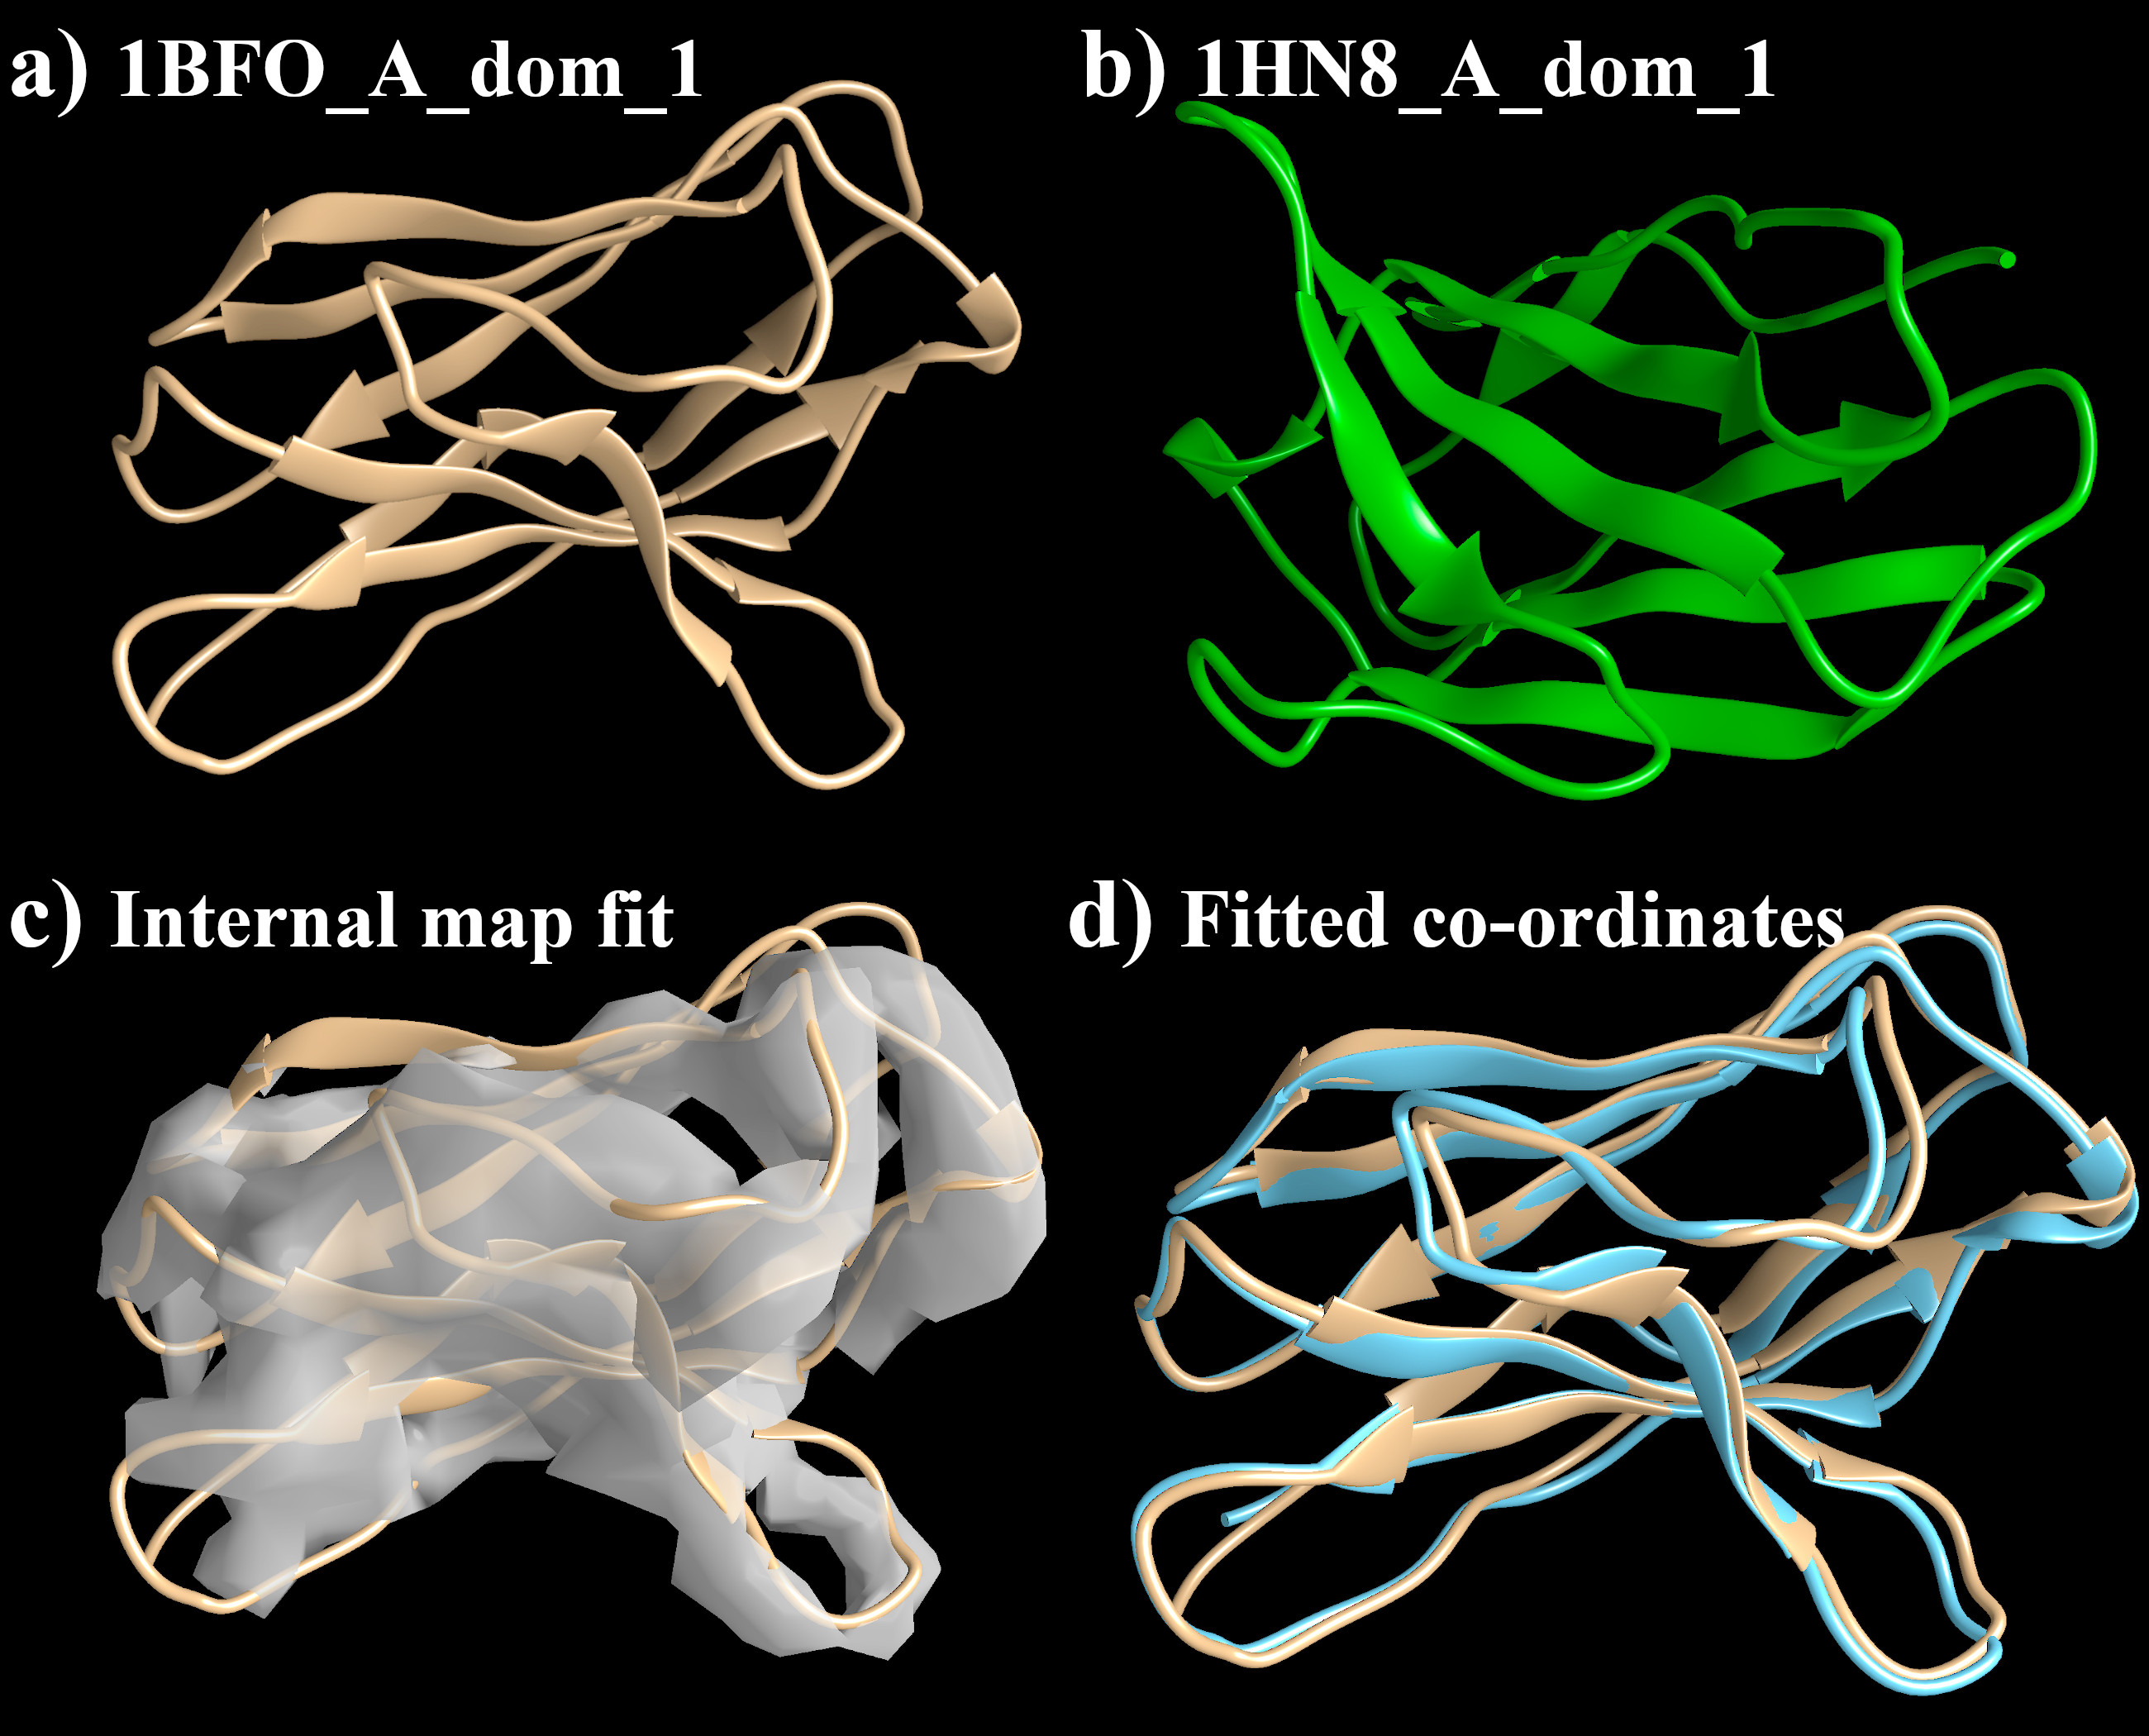 a) 1BFO_A_dom_1
b) 1HN8_A_dom_1
c) Internal map fit
d) Fitted co-ordinates